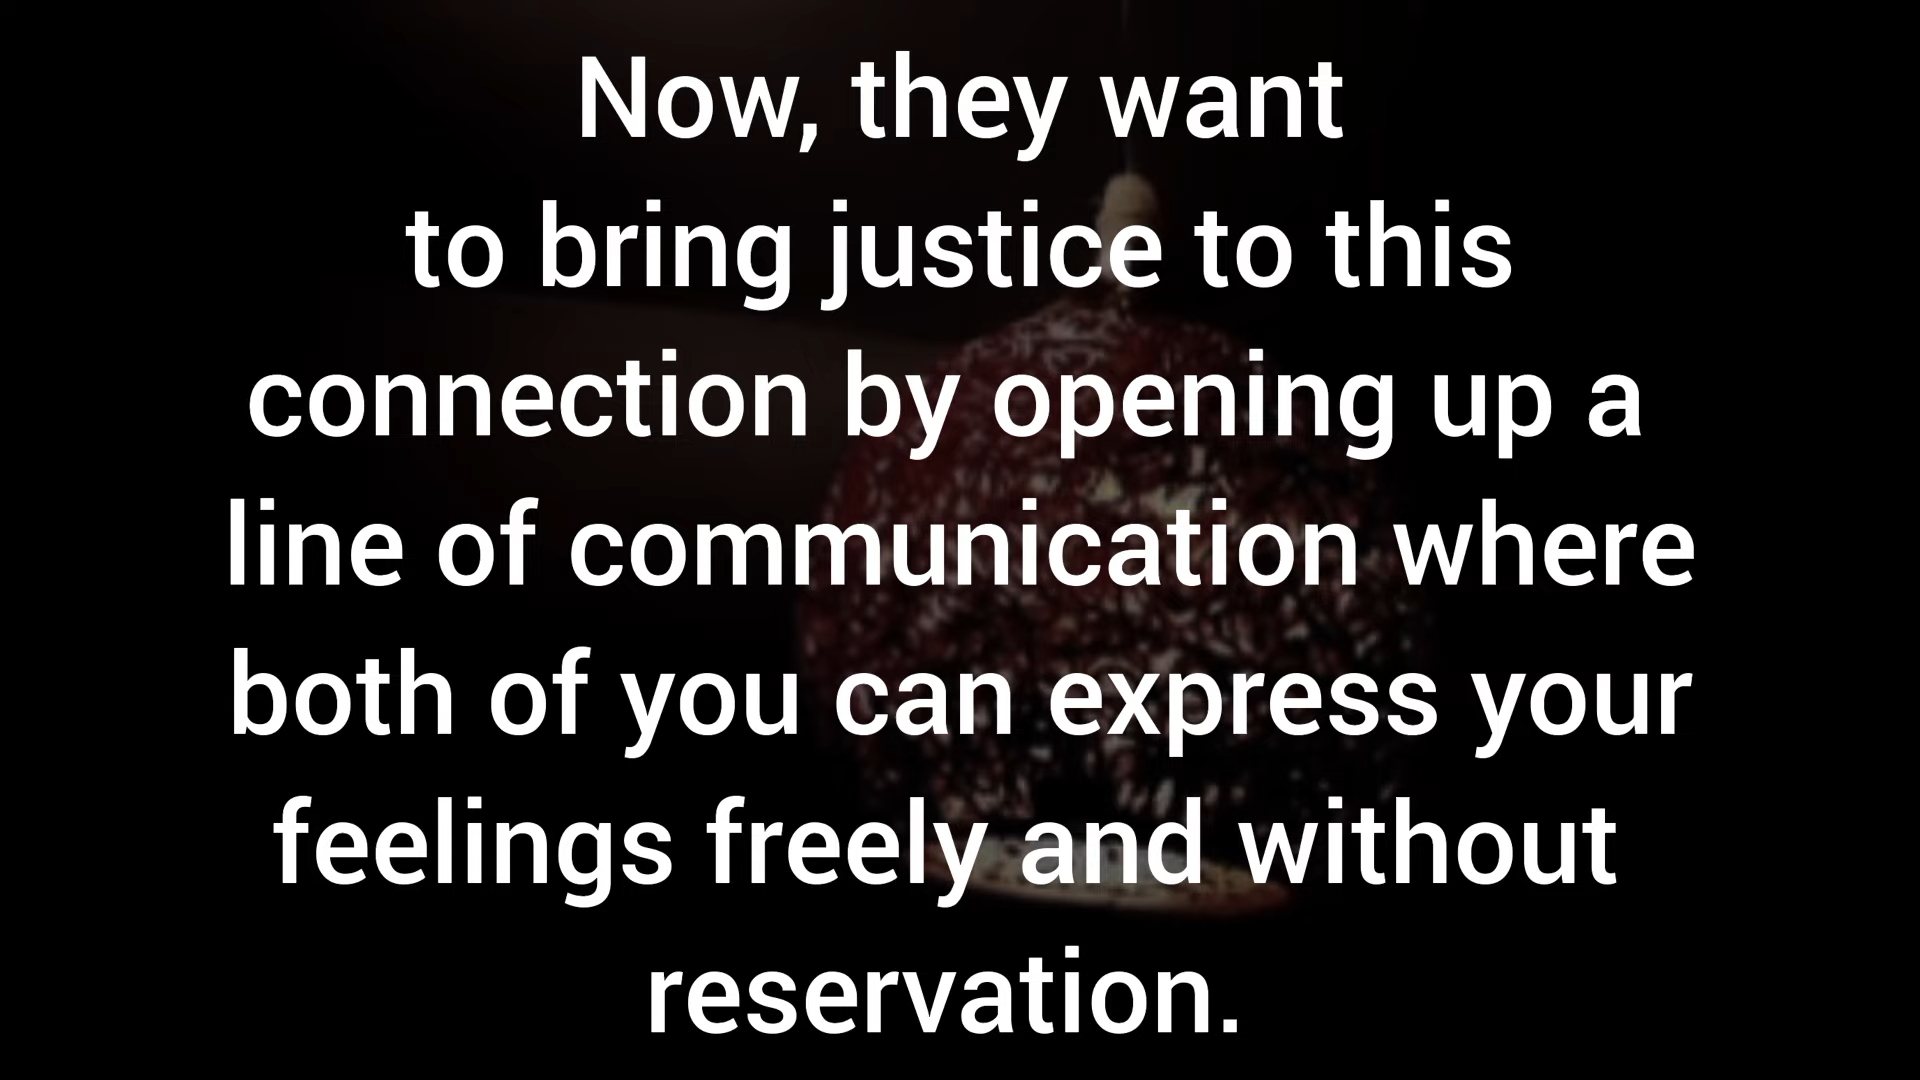 Now, they want
to bring justice to this
connection by opening up a
line of communication where
both of you can express your
feelings freely and without
reservation.